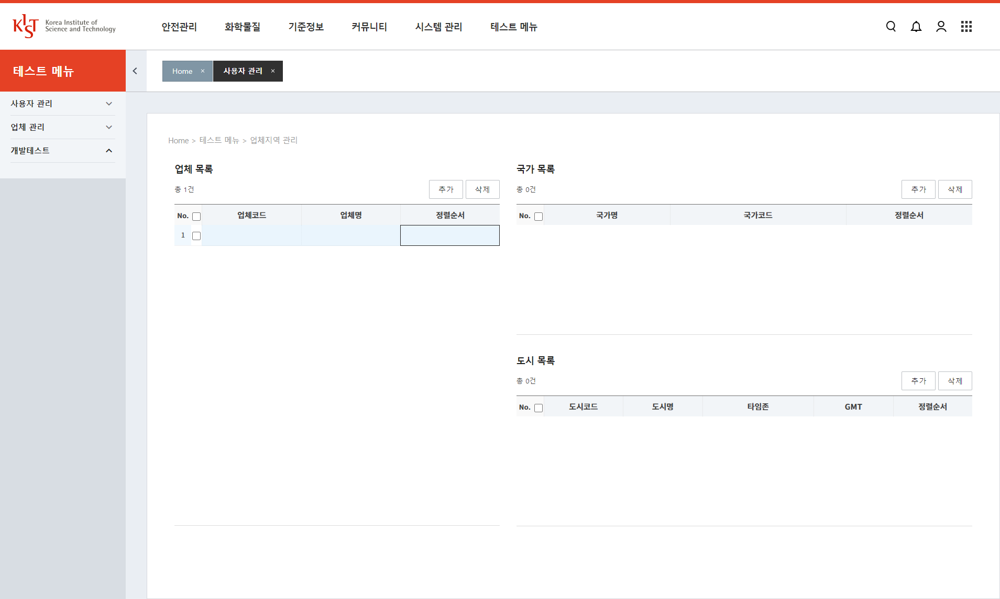 KIST Korea Institute of
Science and Technology
안전관리 화학물질 기준정보 커뮤니티 시스템 관리 테스트 메뉴
테스트 메뉴
사용자 관리
업체 관리
개발테스트
Home × 사용자 관리 ×
Home > 테스트 메뉴 > 업체지역 관리
업체 목록
총 1건 추가 삭제
No. 업체코드 업체명 정렬순서
1
국가 목록
총 0건 추가 삭제
No. 국가명 국가코드 정렬순서
도시 목록
총 0건 추가 삭제
No. 도시코드 도시명 타임존 GMT 정렬순서